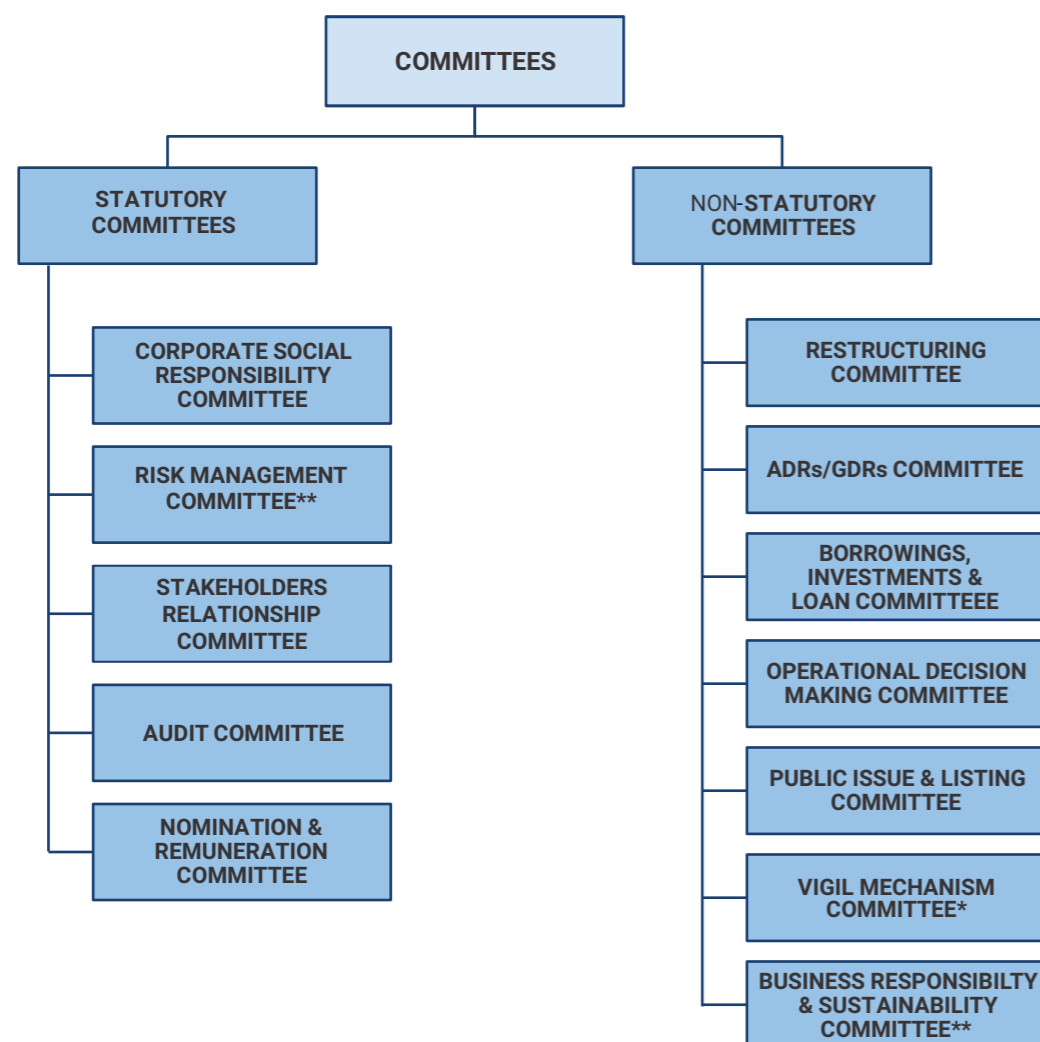 COMMITTEES
STATUTORY
COMMITTEES
CORPORATE SOCIAL
RESPONSIBILITY
COMMITTEE
RISK MANAGEMENT
COMMITTEE**
STAKEHOLDERS
RELATIONSHIP
COMMITTEE
AUDIT COMMITTEE
NOMINATION &
REMUNERATION
COMMITTEE
NON-STATUTORY
COMMITTEES
RESTRUCTURING
COMMITTEE
ADRs/GDRs COMMITTEE
BORROWINGS,
INVESTMENTS &
LOAN COMMITTEEE
OPERATIONAL DECISION
MAKING COMMITTEE
PUBLIC ISSUE & LISTING
COMMITTEE
VIGIL MECHANISM
COMMITTEE*
BUSINESS RESPONSIBILTY
& SUSTAINABILITY
COMMITTEE**